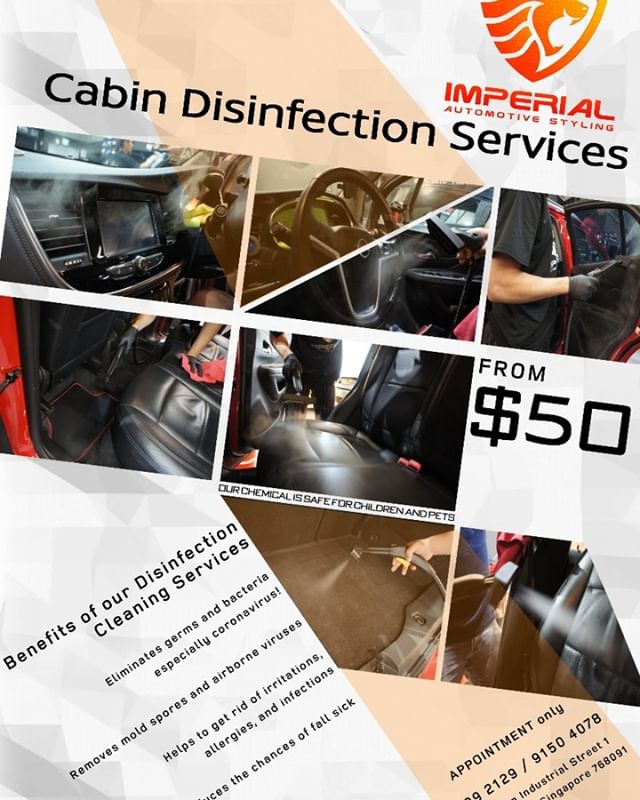 IMPERIAL
AUTOMOTIVE STYLING
Cabin Disinfection Services
FROM
$50
OUR CHEMICAL IS SAFE FOR CHILDREN AND PETS
Benefits of our Disinfection
Cleaning Services
Eliminates germs and bacteria
especially coronavirus!
Removes mold spores and airborne viruses
Helps to get rid of irritations,
allergies, and infections
the chances of fall sick
APPOINTMENT only
2129 / 9150 4078
Industrial Street 1
Singapore 768091